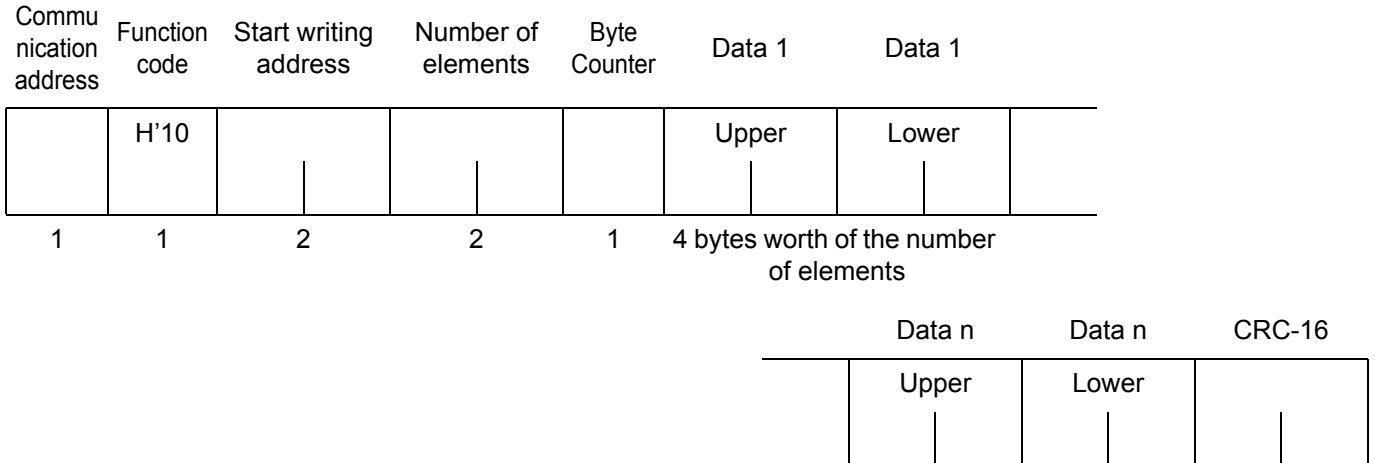 Commu
nication
address
Function
code
Start writing
address
Number of
elements
Byte
Counter
Data 1
Data 1
H'10
Upper
Lower
1
1
2
2
1
4 bytes worth of the number
of elements
Data n
Data n
CRC-16
Upper
Lower